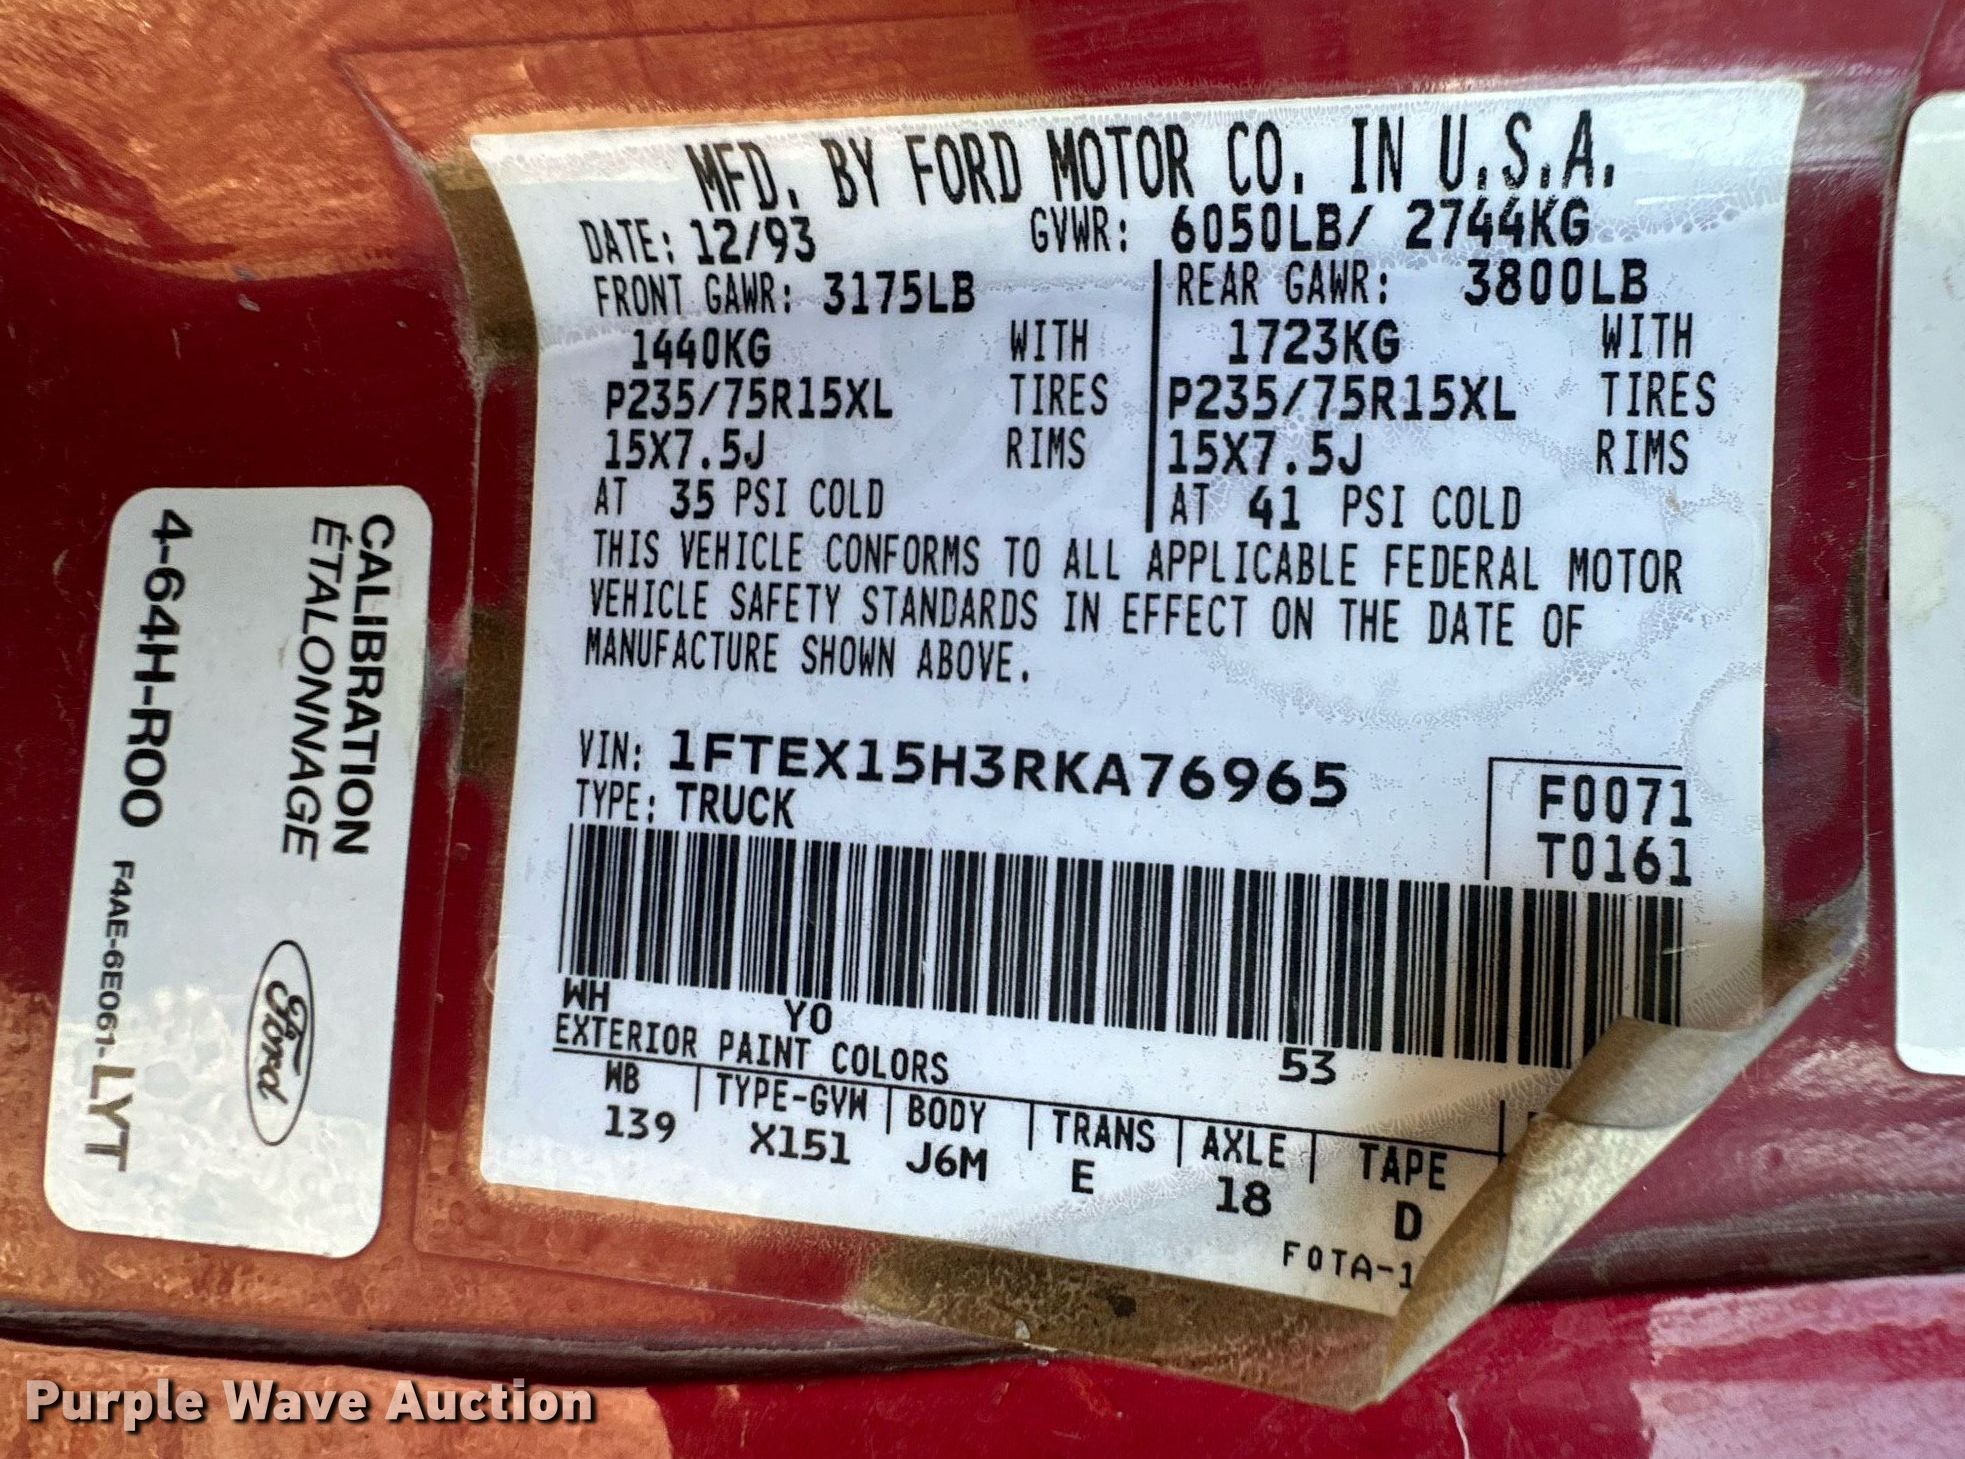 MFD. BY FORD MOTOR CO. IN U.S.A.
DATE: 12/93 GVWR: 6050LB/ 2744KG
FRONT GAWR: 3175LB REAR GAWR: 3800LB
1440KG WITH 1723KG WITH
P235/75R15XL TIRES P235/75R15XL TIRES
15X7.5J RIMS 15X7.5J RIMS
AT 35 PSI COLD AT 41 PSI COLD
THIS VEHICLE CONFORMS TO ALL APPLICABLE FEDERAL MOTOR
VEHICLE SAFETY STANDARDS IN EFFECT ON THE DATE OF
MANUFACTURE SHOWN ABOVE.
VIN: 1FTEX15H3RKA76965 F0071
TYPE: TRUCK T0161
WH YO 53
EXTERIOR PAINT COLORS
WB TYPE-GVW BODY TRANS AXLE TAPE
139 X151 J6M E 18 D
F0TA-1
CALIBRATION
ÉTALONNAGE
Ford
4-64H-R00 F4AE-6E061-LYT
Purple Wave Auction